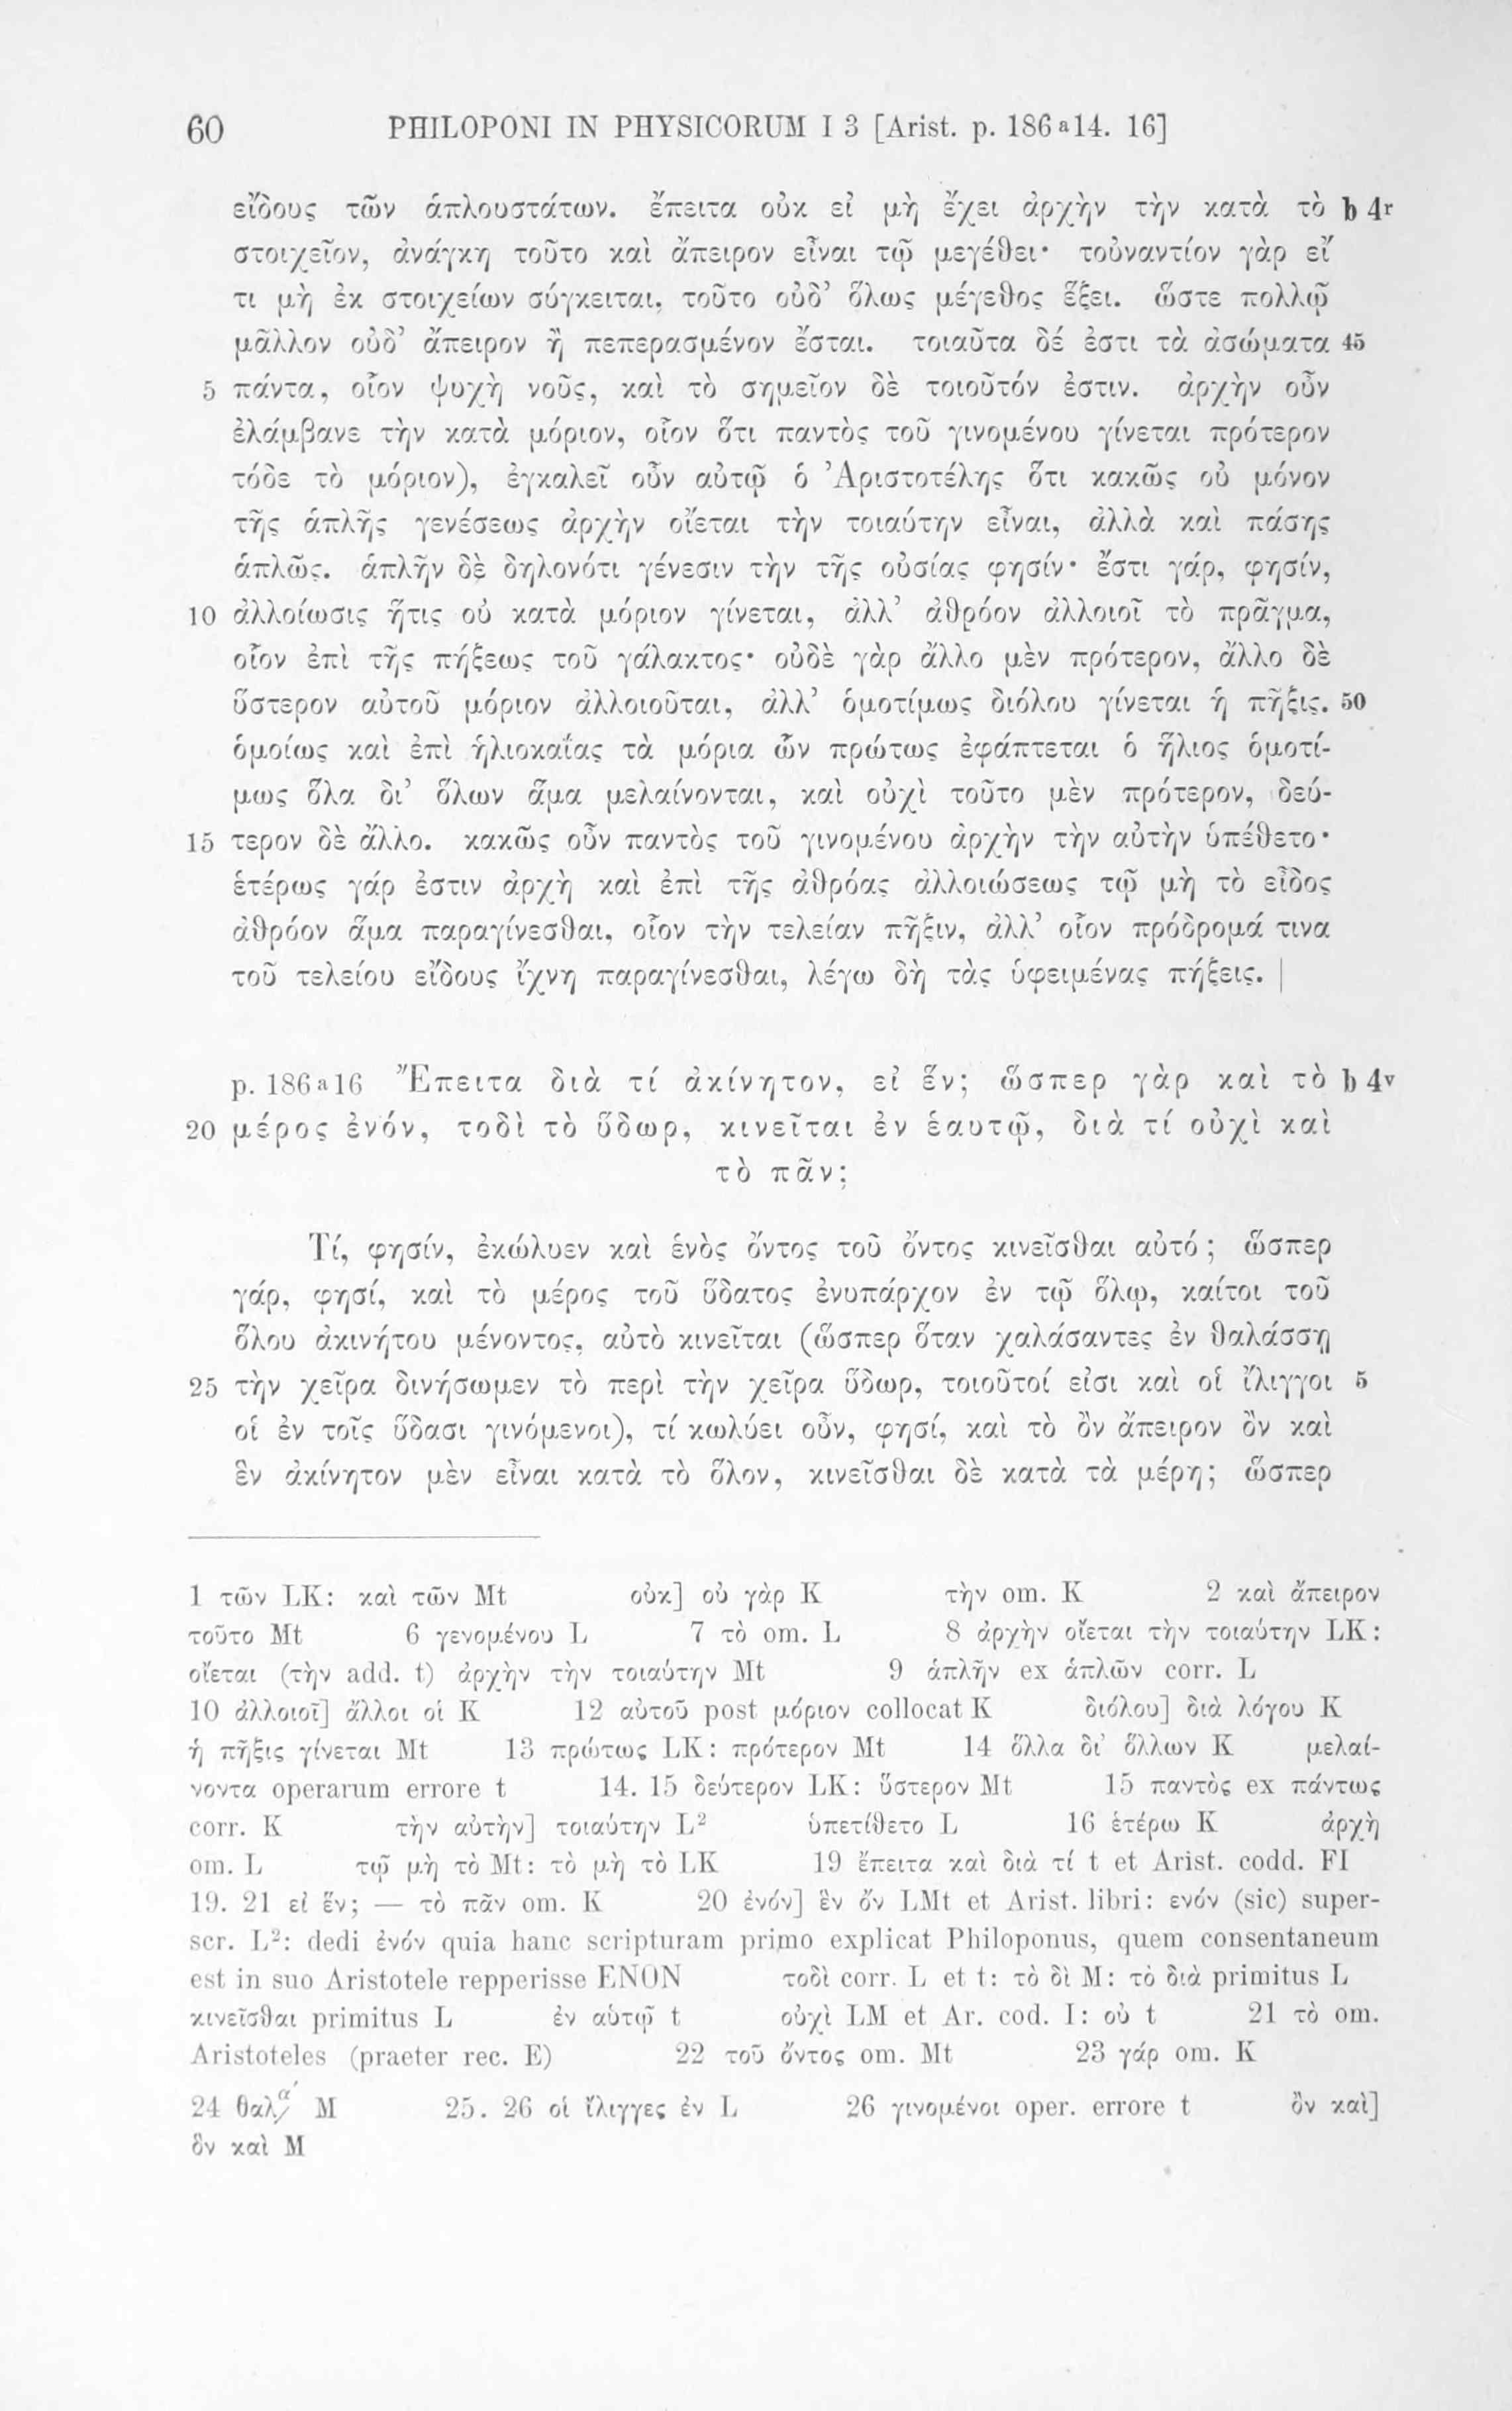 60 PHILOPONI IN PHYSICORUM I 3 [Arist. p. 186ᵃ14. 16]
εἴδους τῶν ἁπλουστάτων. ἔπειτα οὐκ εἰ μὴ ἔχει ἀρχὴν τὴν κατὰ τὸ b 4ʳ
στοιχεῖον, ἀνάγκη τοῦτο καὶ ἄπειρον εἶναι τῷ μεγέθει· τοὐναντίον γὰρ εἴ
τι μὴ ἐκ στοιχείων σύγκειται, τοῦτο οὐδ’ ὅλως μέγεθος ἕξει. ὥστε πολλῷ
μᾶλλον οὐδ’ ἄπειρον ἢ πεπερασμένον ἔσται. τοιαῦτα δέ ἐστι τὰ ἀσώματα 45
5 πάντα, οἷον ψυχὴ νοῦς, καὶ τὸ σημεῖον δὲ τοιοῦτόν ἐστιν. ἀρχὴν οὖν
ἐλάμβανε τὴν κατὰ μόριον, οἷον ὅτι παντὸς τοῦ γινομένου γίνεται πρότερον
τόδε τὸ μόριον), ἐγκαλεῖ οὖν αὐτῷ ὁ Ἀριστοτέλης ὅτι κακῶς οὐ μόνον
τῆς ἁπλῆς γενέσεως ἀρχὴν οἴεται τὴν τοιαύτην εἶναι, ἀλλὰ καὶ πάσης
ἁπλῶς. ἁπλῆν δὲ δηλονότι γένεσιν τὴν τῆς οὐσίας φησίν· ἔστι γάρ, φησίν,
10 ἀλλοίωσις ἥτις οὐ κατὰ μόριον γίνεται, ἀλλ’ ἀθρόον ἀλλοιοῖ τὸ πρᾶγμα,
οἷον ἐπὶ τῆς πήξεως τοῦ γάλακτος· οὐδὲ γὰρ ἄλλο μὲν πρότερον, ἄλλο δὲ
ὕστερον αὐτοῦ μόριον ἀλλοιοῦται, ἀλλ’ ὁμοτίμως διόλου γίνεται ἡ πῆξις. 50
ὁμοίως καὶ ἐπὶ ἡλιοκαΐας τὰ μόρια ὧν πρώτως ἐφάπτεται ὁ ἥλιος ὁμοτί-
μως ὅλα δι’ ὅλων ἅμα μελαίνονται, καὶ οὐχὶ τοῦτο μὲν πρότερον, δεύ-
15 τερον δὲ ἄλλο. κακῶς οὖν παντὸς τοῦ γινομένου ἀρχὴν τὴν αὐτὴν ὑπέθετο·
ἑτέρως γάρ ἐστιν ἀρχὴ καὶ ἐπὶ τῆς ἀθρόας ἀλλοιώσεως τῷ μὴ τὸ εἶδος
ἀθρόον ἅμα παραγίνεσθαι, οἷον τὴν τελείαν πῆξιν, ἀλλ’ οἷον πρόδρομά τινα
τοῦ τελείου εἴδους ἴχνη παραγίνεσθαι, λέγω δὴ τὰς ὑφειμένας πήξεις. |
p. 186ᵃ16 Ἔπειτα διὰ τί ἀκίνητον, εἰ ἕν; ὥσπερ γὰρ καὶ τὸ b 4ᵛ
20 μέρος ἐνόν, τοδὶ τὸ ὕδωρ, κινεῖται ἐν ἑαυτῷ, διὰ τί οὐχὶ καὶ
τὸ πᾶν;
Τί, φησίν, ἐκώλυεν καὶ ἑνὸς ὄντος τοῦ ὄντος κινεῖσθαι αὐτό; ὥσπερ
γάρ, φησί, καὶ τὸ μέρος τοῦ ὕδατος ἐνυπάρχον ἐν τῷ ὅλῳ, καίτοι τοῦ
ὅλου ἀκινήτου μένοντος, αὐτὸ κινεῖται (ὥσπερ ὅταν χαλάσαντες ἐν θαλάσσῃ
25 τὴν χεῖρα δινήσωμεν τὸ περὶ τὴν χεῖρα ὕδωρ, τοιοῦτοί εἰσι καὶ οἱ ἴλιγγοι 5
οἱ ἐν τοῖς ὕδασι γινόμενοι), τί κωλύει οὖν, φησί, καὶ τὸ ὂν ἄπειρον ὂν καὶ
ἓν ἀκίνητον μὲν εἶναι κατὰ τὸ ὅλον, κινεῖσθαι δὲ κατὰ τὰ μέρη; ὥσπερ
1 τῶν LK: καὶ τῶν Mt οὐκ] οὐ γὰρ K τὴν om. K 2 καὶ ἄπειρον
τοῦτο Mt 6 γενομένου L 7 τὸ om. L 8 ἀρχὴν οἴεται τὴν τοιαύτην LK:
οἴεται (τὴν add. t) ἀρχὴν τὴν τοιαύτην Mt 9 ἁπλῆν ex ἁπλῶν corr. L
10 ἀλλοιοῖ] ἄλλοι οἱ K 12 αὐτοῦ post μόριον collocat K διόλου] διὰ λόγου K
ἡ πῆξις γίνεται Mt 13 πρώτως LK: πρότερον Mt 14 ὅλλα δι’ ὅλλων K μελαί-
νοντα operarum errore t 14. 15 δεύτερον LK: ὕστερον Mt 15 παντὸς ex πάντως
corr. K τὴν αὐτὴν] τοιαύτην L² ὑπετίθετο L 16 ἑτέρω K ἀρχὴ
om. L τῷ μὴ τὸ Mt: τὸ μὴ τὸ LK 19 ἔπειτα καὶ διὰ τί t et Arist. codd. FI
19. 21 εἰ ἕν; — τὸ πᾶν om. K 20 ἐνόν] ἓν ὄν LMt et Arist. libri: ενόν (sic) super-
scr. L²: dedi ἐνόν quia hanc scripturam primo explicat Philoponus, quem consentaneum
est in suo Aristotele repperisse ΕΝΟΝ τοδὶ corr. L et t: τὸ δὶ M: τὸ διὰ primitus L
κινεῖσθαι primitus L ἐν αὑτῷ t οὐχὶ LM et Ar. cod. I: οὐ t 21 τὸ om.
Aristoteles (praeter rec. E) 22 τοῦ ὄντος om. Mt 23 γάρ om. K
24 θαλ M 25. 26 οἱ ἴλιγγες ἐν L 26 γινομένοι oper. errore t ὂν καὶ]
ὃν καὶ M